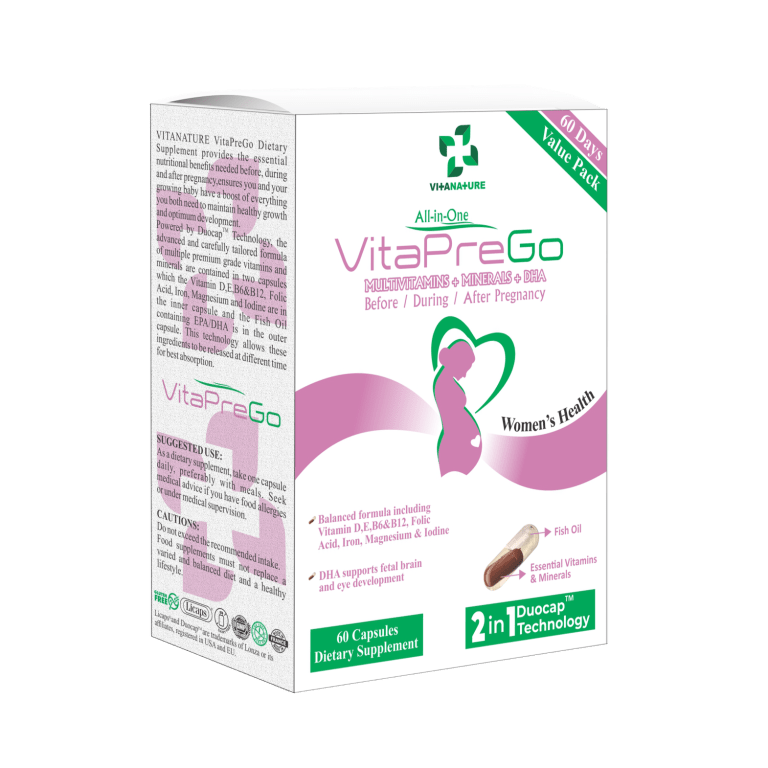 VITANATURE VitaPreGo Dietary
Supplement provides the essential
nutritional benefits needed before, during
and after pregnancy,ensures you and your
growing baby have a boost of everything
you both need to maintain healthy growth
and optimum development.
Powered by Duocap™ Technology, the
advanced and carefully tailored formula
of multiple premium grade vitamins and
minerals are contained in two capsules
which the Vitamin D,E,B6&B12, Folic
Acid, Iron, Magnesium and Iodine are in
the inner capsule and the Fish Oil
containing EPA/DHA is in the outer
capsule. This technology allows these
ingredients to be released at different time
for best absorption.
VitaPreGo
SUGGESTED USE:
As a dietary supplement, take one capsule
daily, preferably with meals. Seek
medical advice if you have food allergies
or under medical supervision.
CAUTIONS:
Do not exceed the recommended intake.
Food supplements must not replace a
varied and balanced diet and a healthy
lifestyle.
GLUTEN
FREE
Licaps
FRANCE
Licaps® and Duocap™ are trademarks of Lonza or its
affiliates, registered in USA and EU.
VITANATURE
60 Days
Value Pack
All-in-One
VitaPreGo
MULTIVITAMINS + MINERALS + DHA
Before / During / After Pregnancy
Women's Health
Balanced formula including
Vitamin D,E,B6&B12, Folic
Acid, Iron, Magnesium & Iodine
DHA supports fetal brain
and eye development
Fish Oil
Essential Vitamins
& Minerals
60 Capsules
Dietary Supplement
2 in 1 Duocap™
Technology